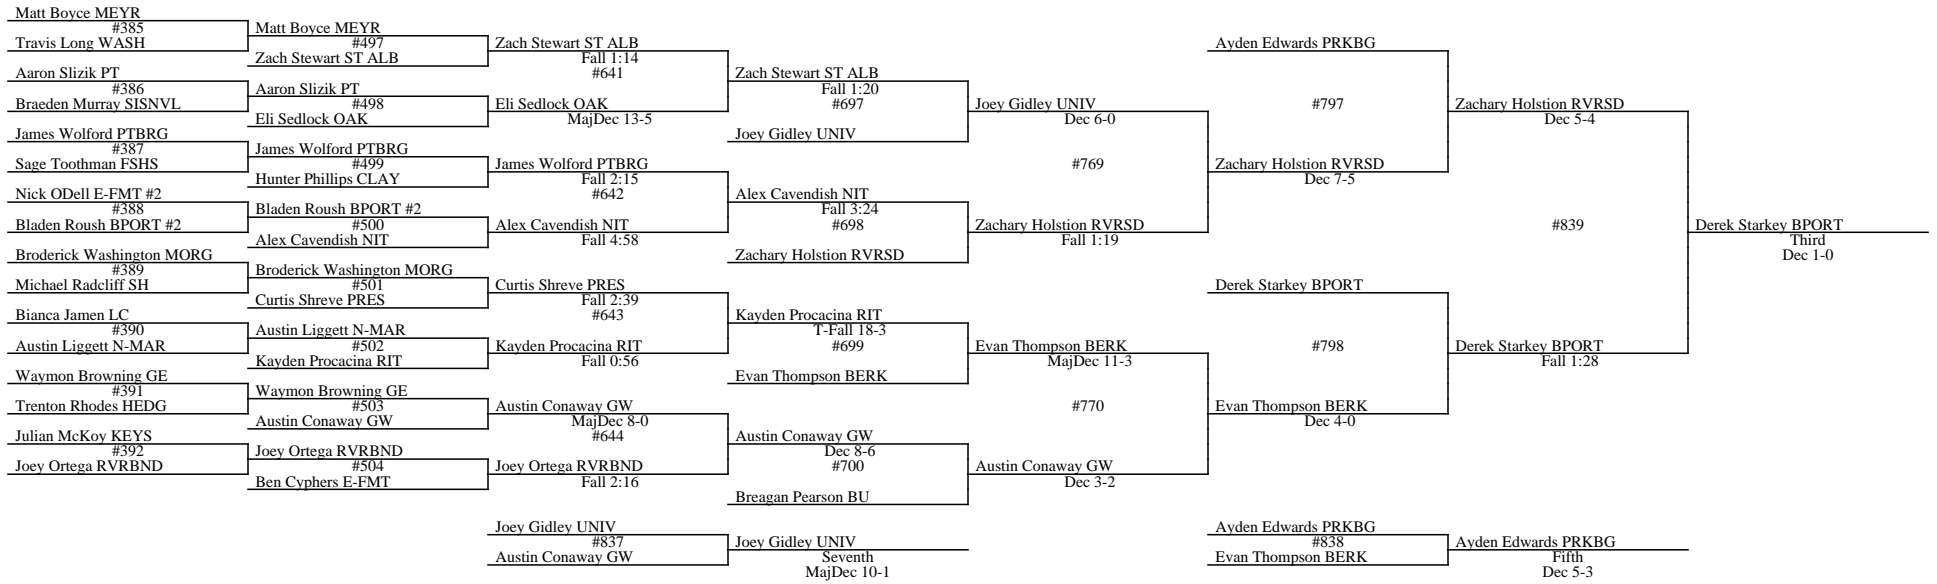 Matt Boyce MEYR
#385
Travis Long WASH
Aaron Slizik PT
#386
Braeden Murray SISNVL
James Wolford PTBRG
#387
Sage Toothman FSHS
Nick ODell E-FMT #2
#388
Bladen Roush BPORT #2
Broderick Washington MORG
#389
Michael Radcliff SH
Bianca Jamen LC
#390
Austin Liggett N-MAR
Waymon Browning GE
#391
Trenton Rhodes HEDG
Julian McKoy KEYS
#392
Joey Ortega RVRBND
Matt Boyce MEYR
#497
Zach Stewart ST ALB
Aaron Slizik PT
#498
Eli Sedlock OAK
James Wolford PTBRG
#499
Hunter Phillips CLAY
Bladen Roush BPORT #2
#500
Alex Cavendish NIT
Broderick Washington MORG
#501
Curtis Shreve PRES
Austin Liggett N-MAR
#502
Kayden Procacina RIT
Waymon Browning GE
#503
Austin Conaway GW
Joey Ortega RVRBND
#504
Ben Cyphers E-FMT
Zach Stewart ST ALB
Fall 1:14
#641
Eli Sedlock OAK
MajDec 13-5
James Wolford PTBRG
Fall 2:15
#642
Alex Cavendish NIT
Fall 4:58
Curtis Shreve PRES
Fall 2:39
#643
Kayden Procacina RIT
Fall 0:56
Austin Conaway GW
MajDec 8-0
#644
Joey Ortega RVRBND
Fall 2:16
Zach Stewart ST ALB
Fall 1:20
#697
Joey Gidley UNIV
Alex Cavendish NIT
Fall 3:24
#698
Zachary Holstion RVRSD
Kayden Procacina RIT
T-Fall 18-3
#699
Evan Thompson BERK
Austin Conaway GW
Dec 8-6
#700
Breagan Pearson BU
Joey Gidley UNIV
Dec 6-0
#769
Zachary Holstion RVRSD
Fall 1:19
Evan Thompson BERK
MajDec 11-3
#770
Austin Conaway GW
Dec 3-2
Ayden Edwards PRKBG
#797
Zachary Holstion RVRSD
Dec 7-5
Derek Starkey BPORT
#798
Evan Thompson BERK
Dec 4-0
Zachary Holstion RVRSD
Dec 5-4
#839
Derek Starkey BPORT
Fall 1:28
Derek Starkey BPORT
Third
Dec 1-0
Joey Gidley UNIV
#837
Austin Conaway GW
Joey Gidley UNIV
Seventh
MajDec 10-1
Ayden Edwards PRKBG
#838
Evan Thompson BERK
Ayden Edwards PRKBG
Fifth
Dec 5-3